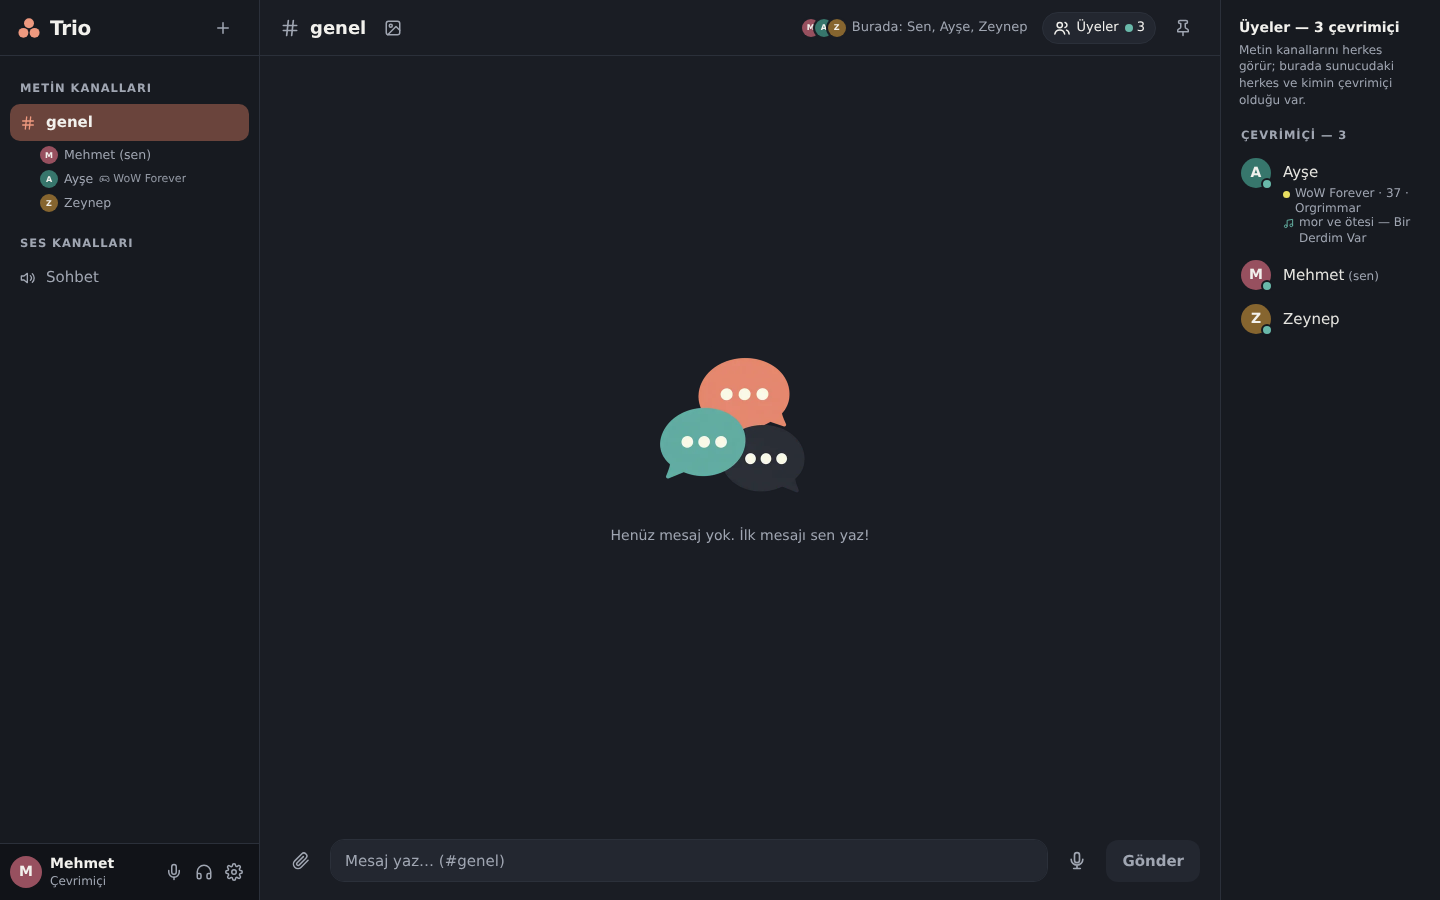 Trio
METİN KANALLARI
genel
M Mehmet (sen)
A Ayşe WoW Forever
Z Zeynep
SES KANALLARI
Sohbet
M Mehmet
Çevrimiçi
# genel
M A Z Burada: Sen, Ayşe, Zeynep
Üyeler 3
Henüz mesaj yok. İlk mesajı sen yaz!
Mesaj yaz... (#genel)
Gönder
Üyeler — 3 çevrimiçi
Metin kanallarını herkes
görür; burada sunucudaki
herkes ve kimin çevrimiçi
olduğu var.
ÇEVRİMİÇİ — 3
A Ayşe
WoW Forever · 37 ·
Orgrimmar
mor ve ötesi — Bir
Derdim Var
M Mehmet (sen)
Z Zeynep